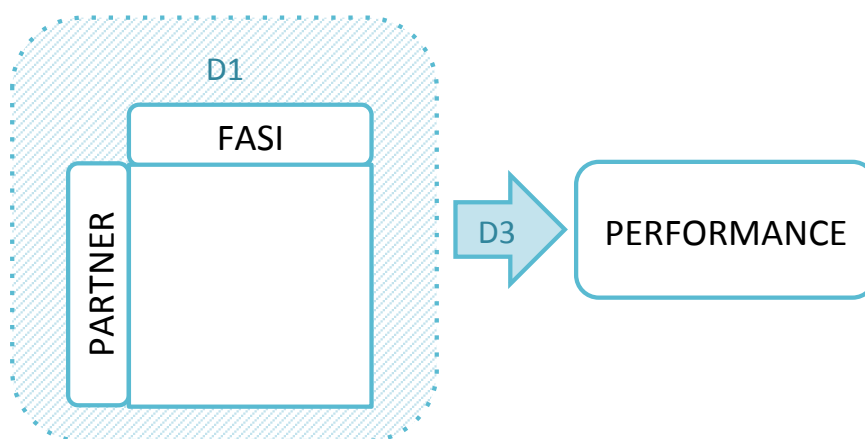 D1
FASI
PARTNER
D3
PERFORMANCE